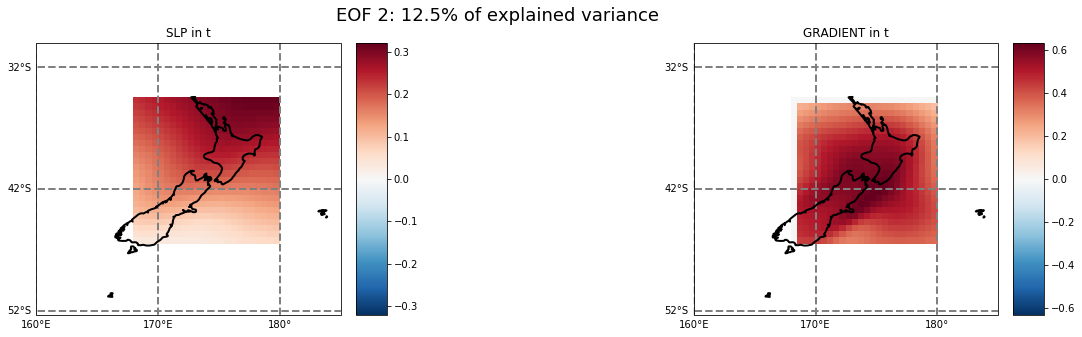 EOF 2: 12.5% of explained variance
SLP in t
32°S
42°S
52°S
160°E
170°E
180°
0.3
0.2
0.1
0.0
−0.1
−0.2
−0.3
GRADIENT in t
32°S
42°S
52°S
160°E
170°E
180°
0.6
0.4
0.2
0.0
−0.2
−0.4
−0.6